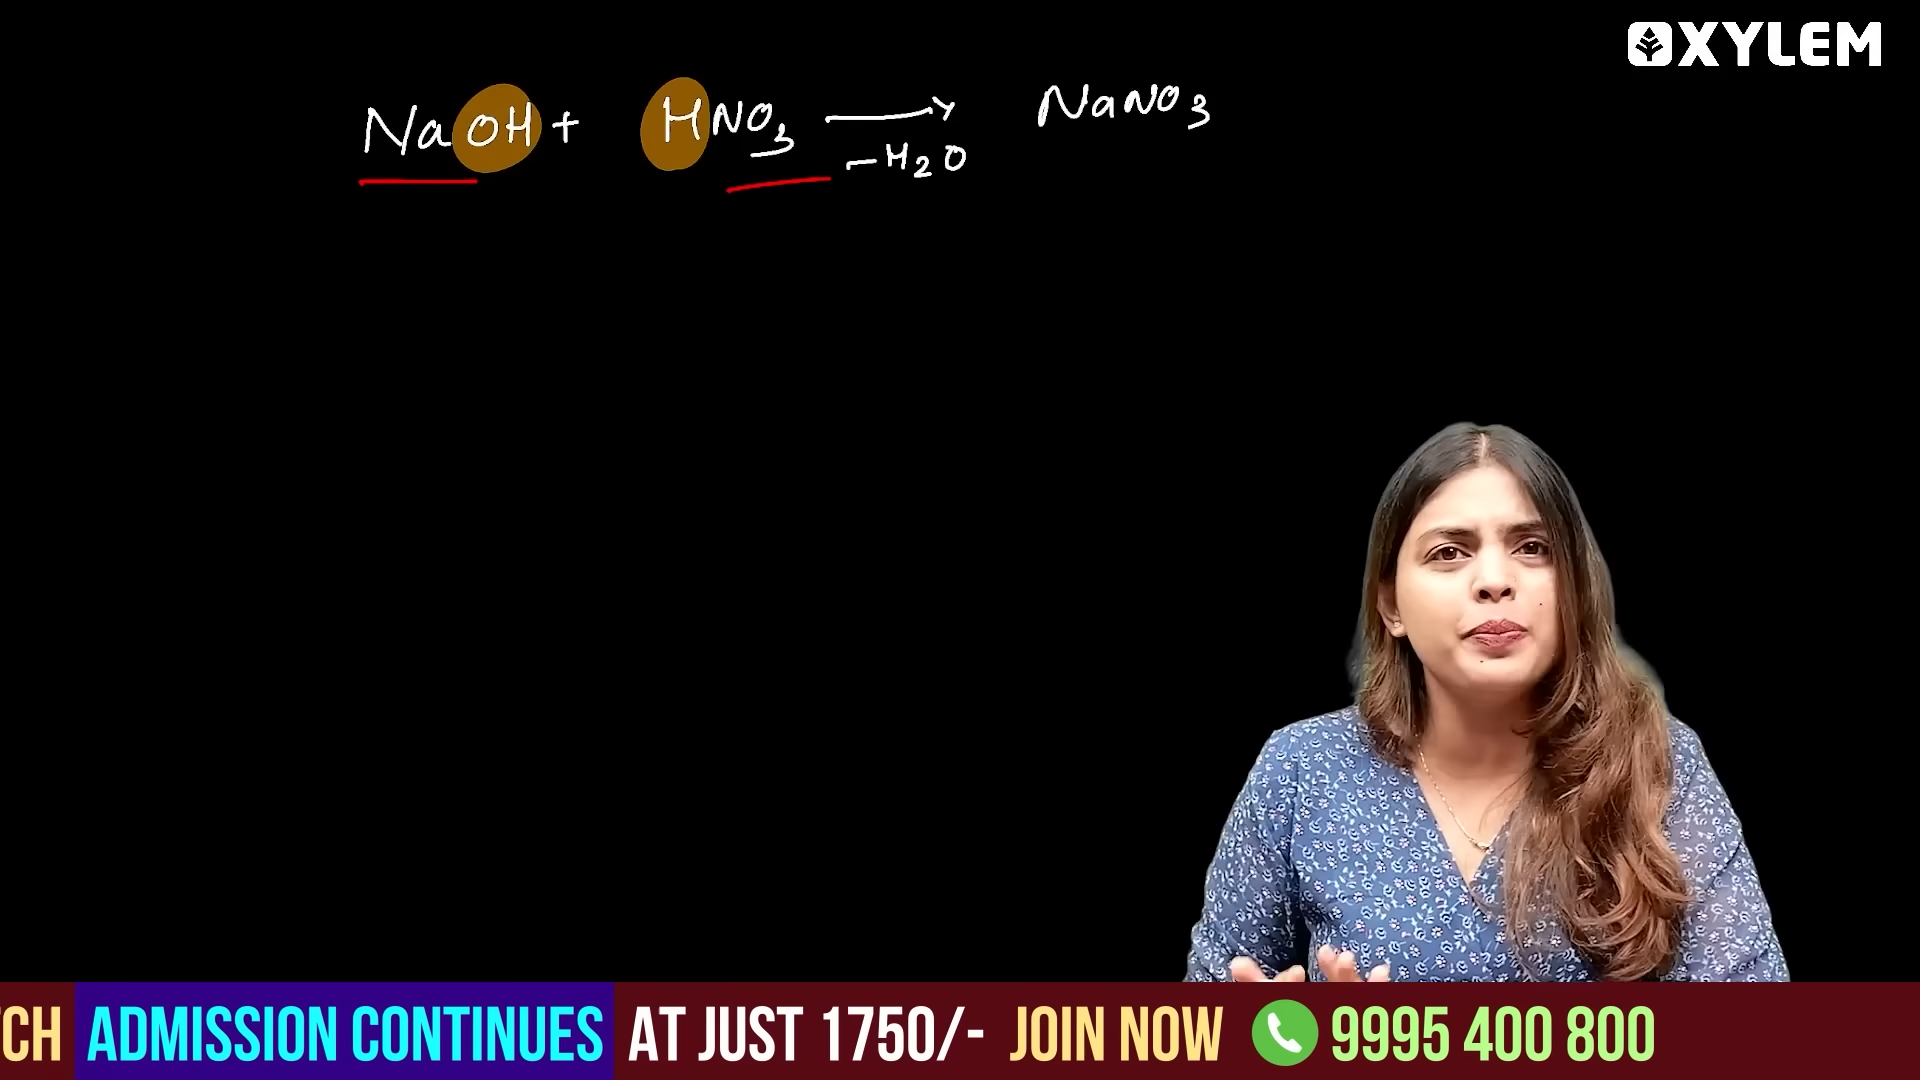 XYLEM
NaOH + HNO3 ⟶ NaNO3
-H2O
CH ADMISSION CONTINUES AT JUST 1750/- JOIN NOW 9995 400 800